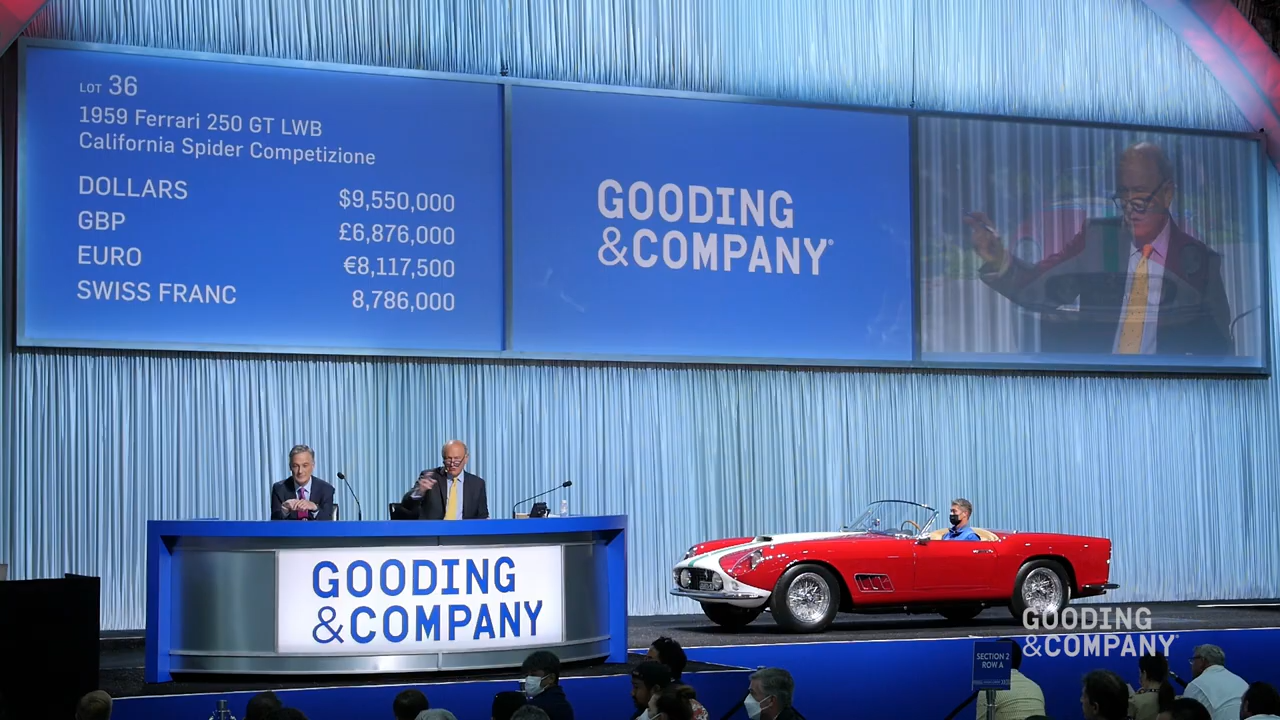 LOT 36
1959 Ferrari 250 GT LWB
California Spider Competizione
DOLLARS $9,550,000
GBP £6,876,000
EURO €8,117,500
SWISS FRANC 8,786,000
GOODING
&COMPANY®
GOODING
&COMPANY
GOODING
&COMPANY®
SECTION 2
ROW A